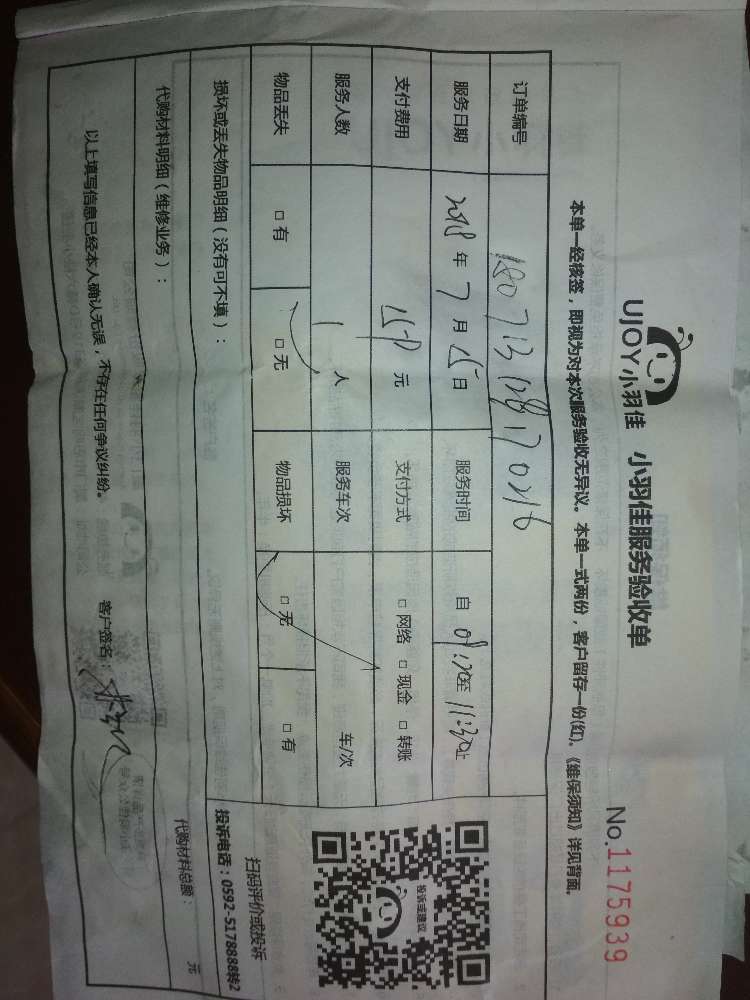 UJOY小羽佳 小羽佳服务验收单
No.1175939
本单一经核签，即视为对本次服务验收无异议。本单一式两份，客户留存一份(红)。《维保须知》详见背面。
订单编号
服务日期 2018 年 7 月 15 日 服务时间 自 09:20至 11:30止
支付费用 158 元 支付方式 □ 网络 □ 现金 □ 转账
服务人数 1 人 服务车次 车/次
物品丢失 □ 有 □ 无 物品损坏 □ 无 □ 有
损坏或丢失物品明细（没有可不填）：
代购材料明细（维修业务）：
代购材料总额： 元
以上填写信息已经本人确认无误，不存在任何争议纠纷。 客户签名：
投诉或建议
扫码评价或投诉
投诉电话：0592-5178888转2